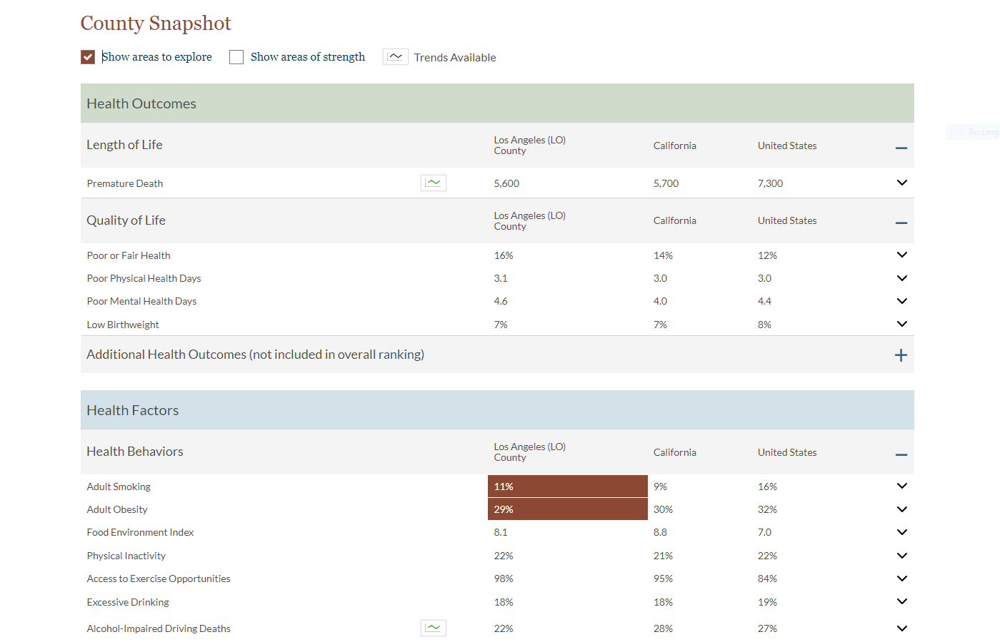 County Snapshot
Show areas to explore Show areas of strength Trends Available
Health Outcomes
Length of Life Los Angeles (LO) County California United States
Premature Death 5,600 5,700 7,300
Quality of Life Los Angeles (LO) County California United States
Poor or Fair Health 16% 14% 12%
Poor Physical Health Days 3.1 3.0 3.0
Poor Mental Health Days 4.6 4.0 4.4
Low Birthweight 7% 7% 8%
Additional Health Outcomes (not included in overall ranking)
Health Factors
Health Behaviors Los Angeles (LO) County California United States
Adult Smoking 11% 9% 16%
Adult Obesity 29% 30% 32%
Food Environment Index 8.1 8.8 7.0
Physical Inactivity 22% 21% 22%
Access to Exercise Opportunities 98% 95% 84%
Excessive Drinking 18% 18% 19%
Alcohol-Impaired Driving Deaths 22% 28% 27%